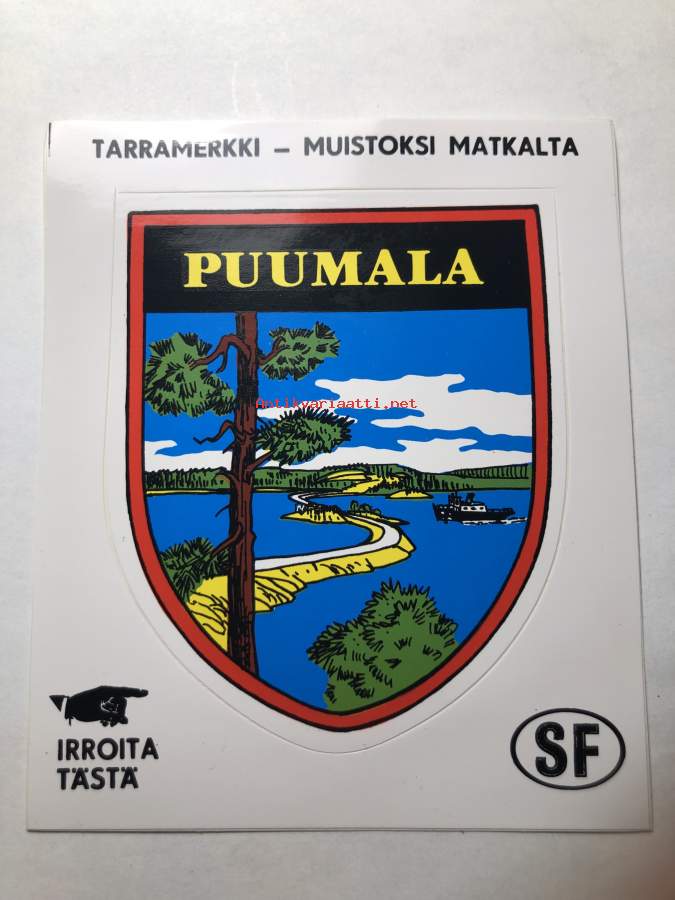 TARRAMERKKI – MUISTOKSI MATKALTA
PUUMALA
Antikvariaatti.net
IRROITA
TÄSTÄ
SF